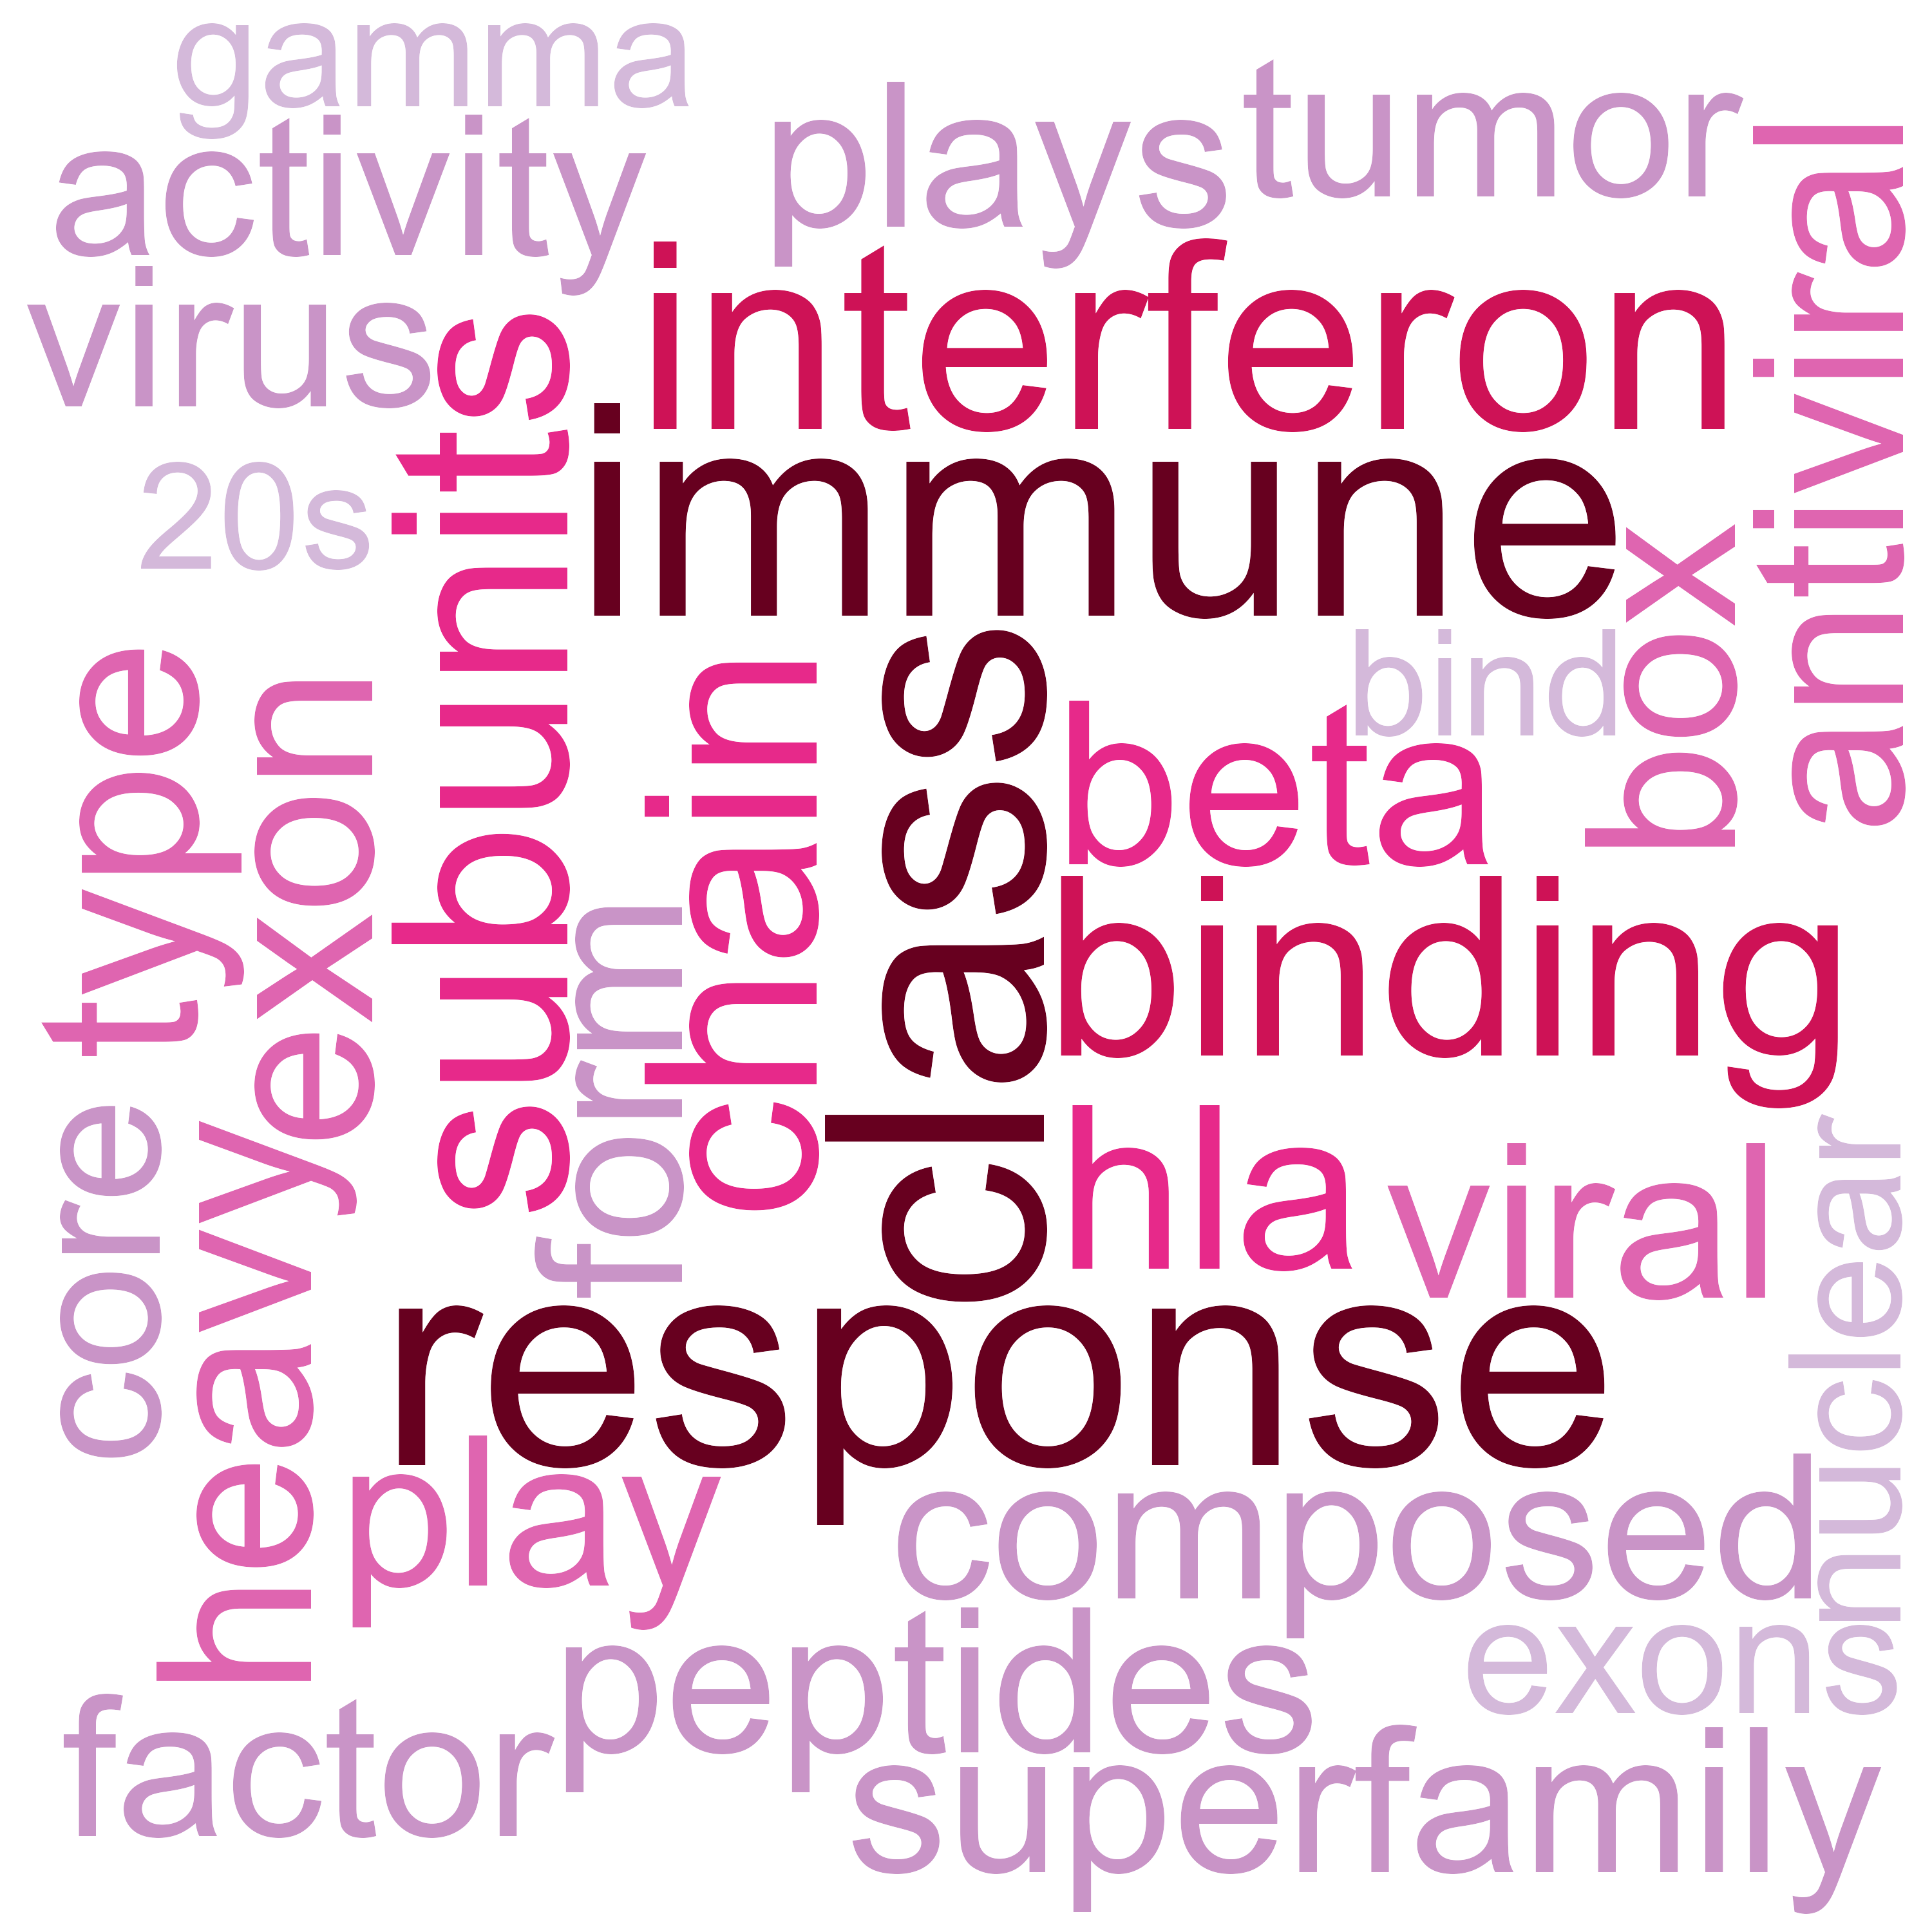 gamma
activity
plays
tumor
virus
interferon
antiviral
20s
subunit
immune
box
bind
type
exon
chain
class
beta
binding
form
core
heavy
hla
viral
nuclear
response
play
composed
peptides
exons
factor
superfamily